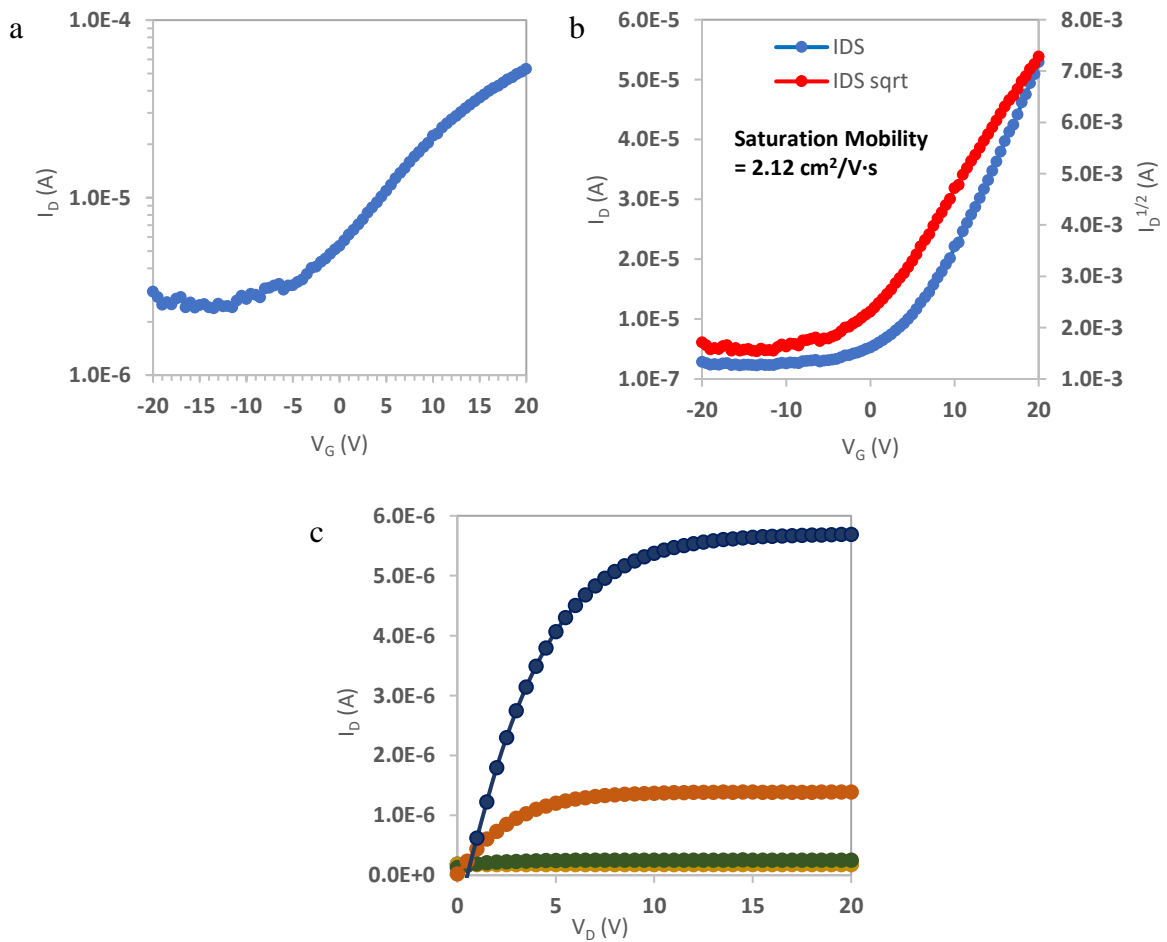 a
1.0E-4
1.0E-5
1.0E-6
I_D (A)
-20 -15 -10 -5 0 5 10 15 20
V_G (V)
b
6.0E-5
5.0E-5
4.0E-5
3.0E-5
2.0E-5
1.0E-5
1.0E-7
I_D (A)
IDS
IDS sqrt
Saturation Mobility
= 2.12 cm²/V·s
8.0E-3
7.0E-3
6.0E-3
5.0E-3
4.0E-3
3.0E-3
2.0E-3
1.0E-3
I_D^1/2 (A)
-20 -10 0 10 20
V_G (V)
c
6.0E-6
5.0E-6
4.0E-6
3.0E-6
2.0E-6
1.0E-6
0.0E+0
I_D (A)
0 5 10 15 20
V_D (V)